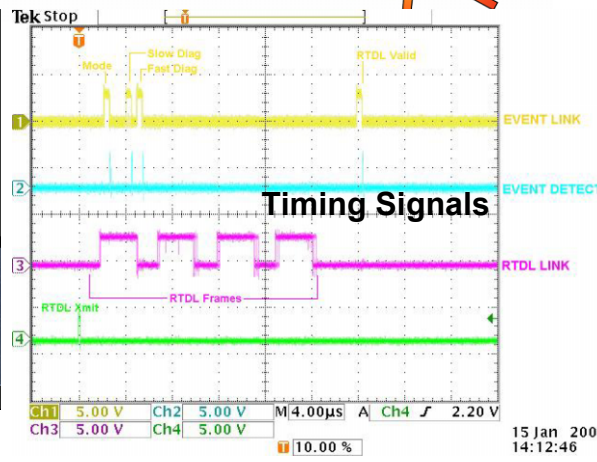 Tek Stop
T
T
Slow Diag
Mode
Fast Diag
RTDL Valid
1
EVENT LINK
2
EVENT DETECT
Timing Signals
3
RTDL LINK
RTDL Frames
RTDL Xmit
4
Ch1 5.00 V Ch2 5.00 V M 4.00µs A Ch4 ʃ 2.20 V
Ch3 5.00 V Ch4 5.00 V
T 10.00 %
15 Jan 200
14:12:46